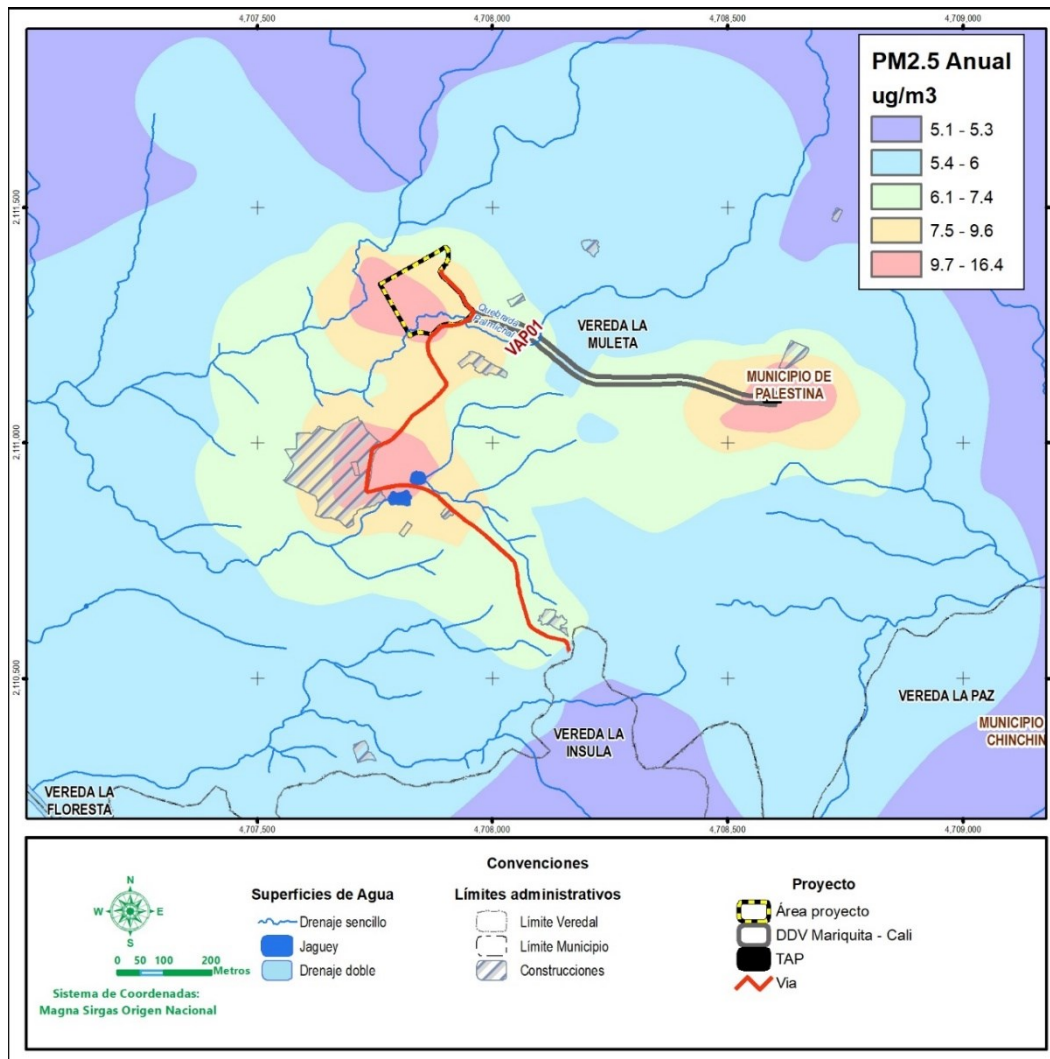 4,707,500 4,708,000 4,708,500 4,709,000
PM2.5 Anual
ug/m3
5.1 - 5.3
5.4 - 6
6.1 - 7.4
7.5 - 9.6
9.7 - 16.4
2,111,500
Quebrada
Palmichal
VAP01
VEREDA LA
MULETA
MUNICIPIO DE
PALESTINA
2,111,000
2,110,500
VEREDA LA PAZ
MUNICIPIO
CHINCHIN
VEREDA LA
INSULA
VEREDA LA
FLORESTA
4,707,500 4,708,000 4,708,500 4,709,000
Convenciones
N
W E
S
0 50 100 200
Metros
Sistema de Coordenadas:
Magna Sirgas Origen Nacional
Superficies de Agua
Drenaje sencillo
Jaguey
Drenaje doble
Límites administrativos
Límite Veredal
Límite Municipio
Construcciones
Proyecto
Área proyecto
DDV Mariquita - Cali
TAP
Via